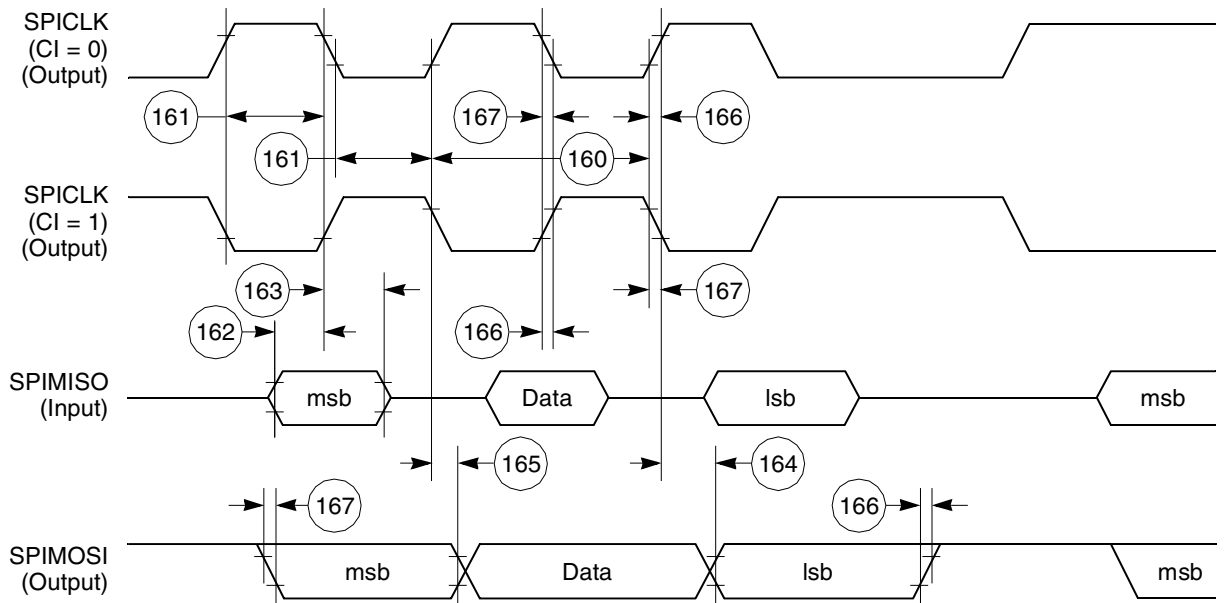 SPICLK
(CI = 0)
(Output)
161
167
166
161
160
SPICLK
(CI = 1)
(Output)
163
167
162
166
SPIMISO
(Input)
msb
Data
lsb
msb
165
164
167
166
SPIMOSI
(Output)
msb
Data
lsb
msb